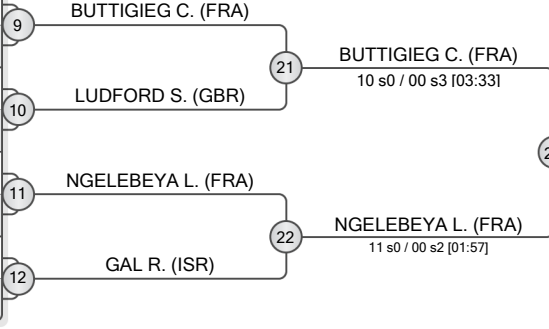 9
BUTTIGIEG C. (FRA)
21
BUTTIGIEG C. (FRA)
10 s0 / 00 s3 [03:33]
10
LUDFORD S. (GBR)
2
11
NGELEBEYA L. (FRA)
22
NGELEBEYA L. (FRA)
11 s0 / 00 s2 [01:57]
12
GAL R. (ISR)